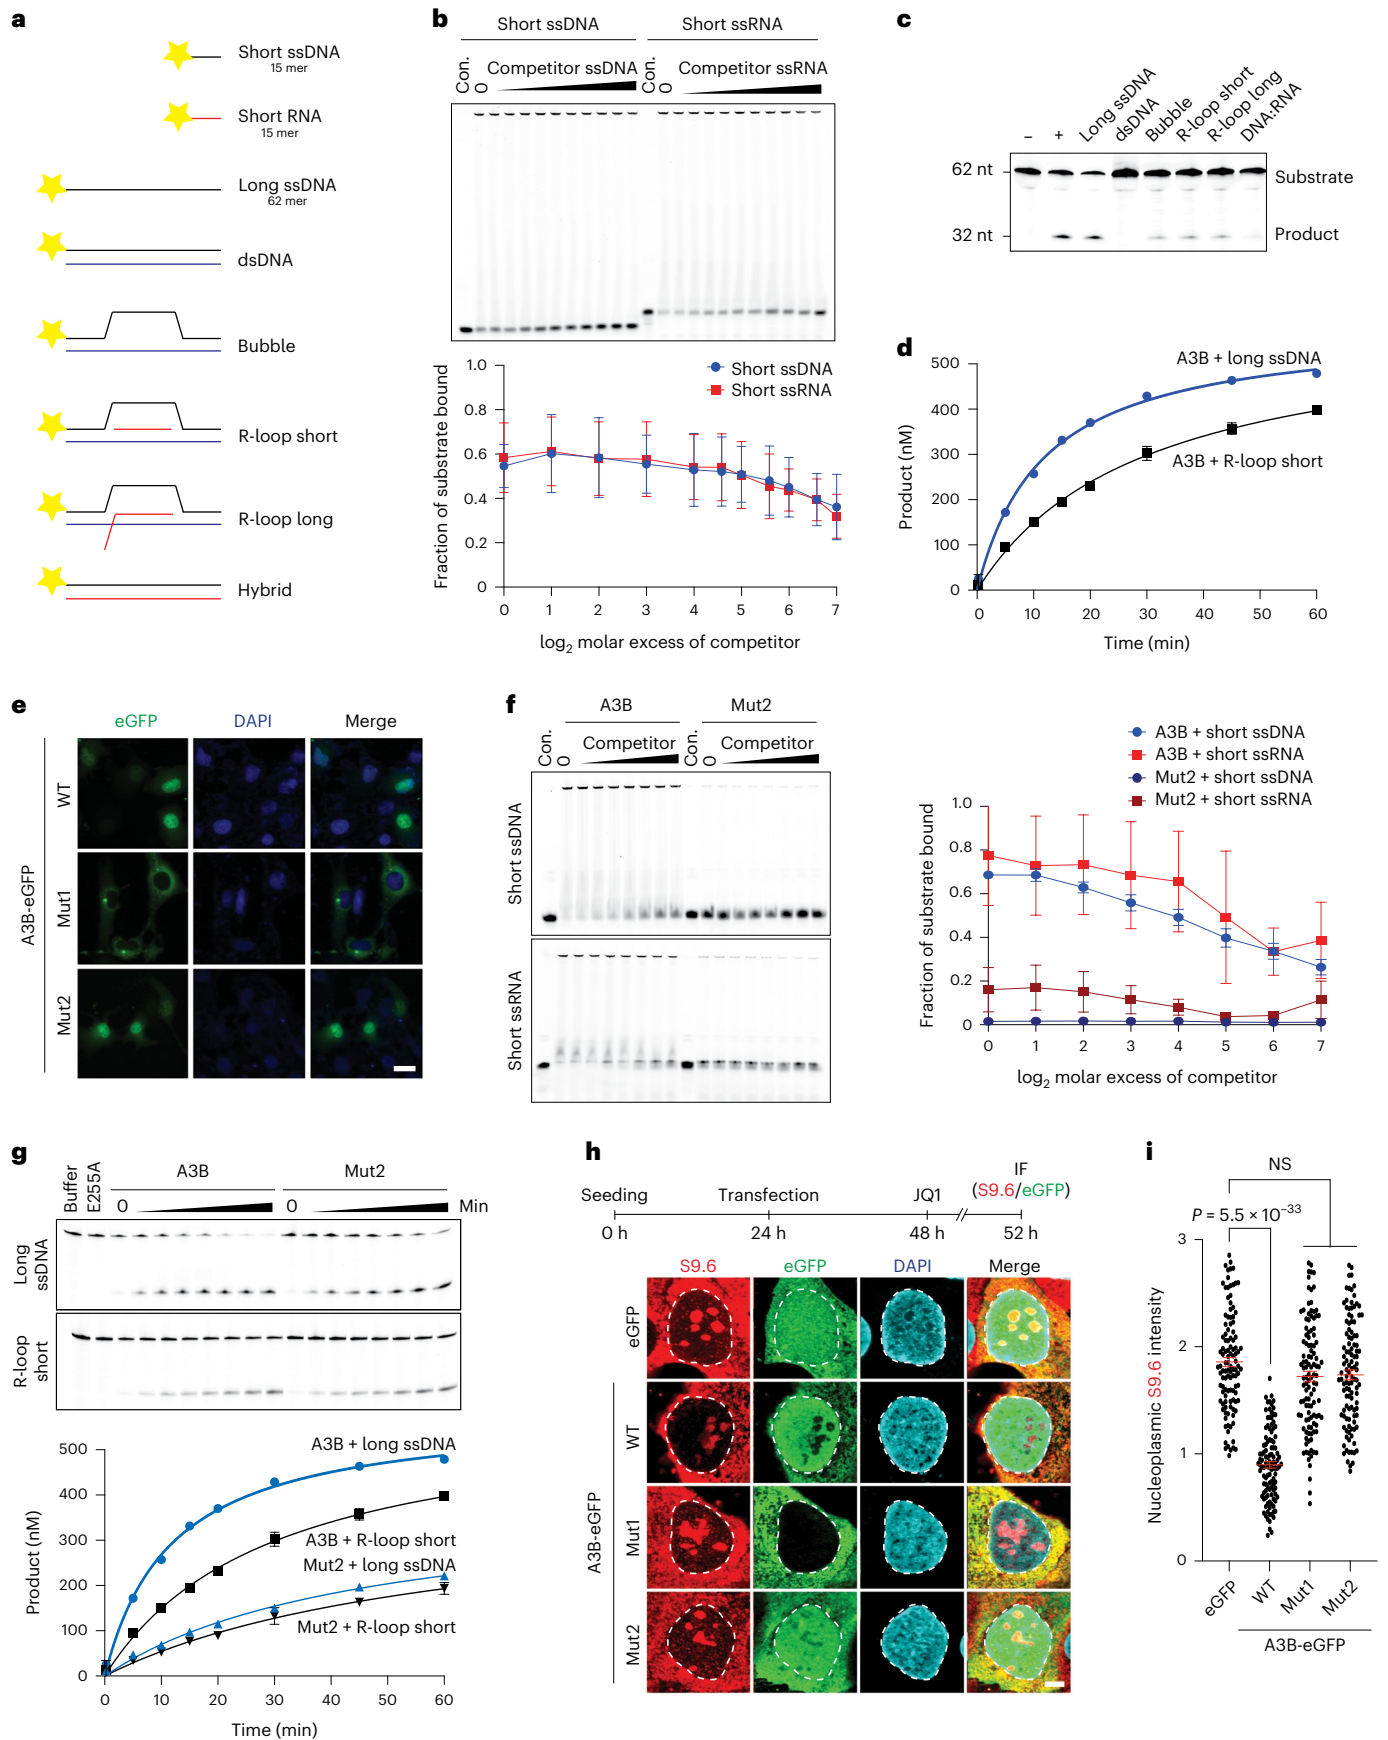 a
Short ssDNA
15 mer
Short RNA
15 mer
Long ssDNA
62 mer
dsDNA
Bubble
R-loop short
R-loop long
Hybrid
b
Short ssDNA
Short ssRNA
Con.
0
Competitor ssDNA
Con.
0
Competitor ssRNA
Short ssDNA
Short ssRNA
Fraction of substrate bound
1.0
0.8
0.6
0.4
0.2
0
0 1 2 3 4 5 6 7
log2 molar excess of competitor
c
– + Long ssDNA dsDNA Bubble R-loop short R-loop long DNA:RNA
62 nt
Substrate
32 nt
Product
d
A3B + long ssDNA
A3B + R-loop short
Product (nM)
500
400
300
200
100
0
0 10 20 30 40 50 60
Time (min)
e
eGFP DAPI Merge
A3B-eGFP
WT
Mut1
Mut2
f
A3B
Mut2
Con.
0
Competitor
Con.
0
Competitor
Short ssDNA
Short ssRNA
A3B + short ssDNA
A3B + short ssRNA
Mut2 + short ssDNA
Mut2 + short ssRNA
Fraction of substrate bound
1.0
0.8
0.6
0.4
0.2
0
0 1 2 3 4 5 6 7
log2 molar excess of competitor
g
Buffer
E255A
A3B
Mut2
0
0
Min
Long ssDNA
R-loop short
A3B + long ssDNA
A3B + R-loop short
Mut2 + long ssDNA
Mut2 + R-loop short
Product (nM)
500
400
300
200
100
0
0 10 20 30 40 50 60
Time (min)
h
Seeding
Transfection
JQ1
IF
(S9.6/eGFP)
0 h 24 h 48 h 52 h
S9.6 eGFP DAPI Merge
eGFP
A3B-eGFP
WT
Mut1
Mut2
i
NS
P = 5.5 × 10–33
Nucleoplasmic S9.6 intensity
3
2
1
0
eGFP WT Mut1 Mut2
A3B-eGFP